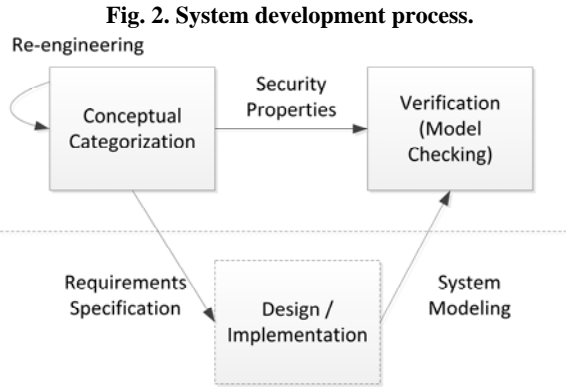 Fig. 2. System development process.
Re-engineering
Conceptual
Categorization
Security
Properties
Verification
(Model
Checking)
Requirements
Specification
Design /
Implementation
System
Modeling